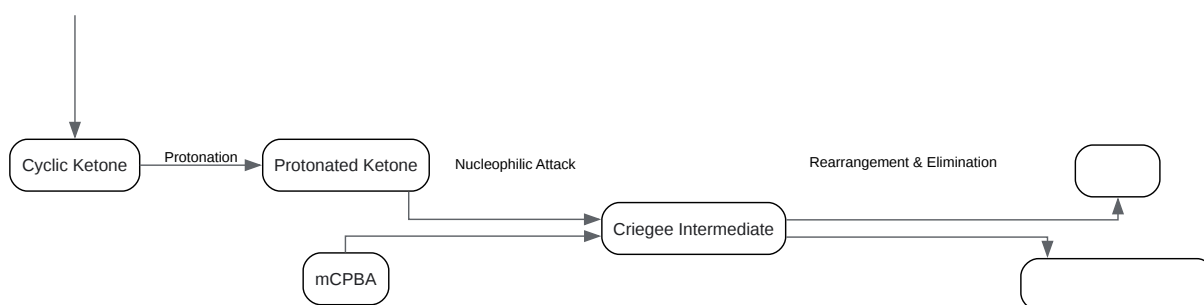 Cyclic Ketone
Protonation
Protonated Ketone
Nucleophilic Attack
Rearrangement & Elimination
Criegee Intermediate
mCPBA